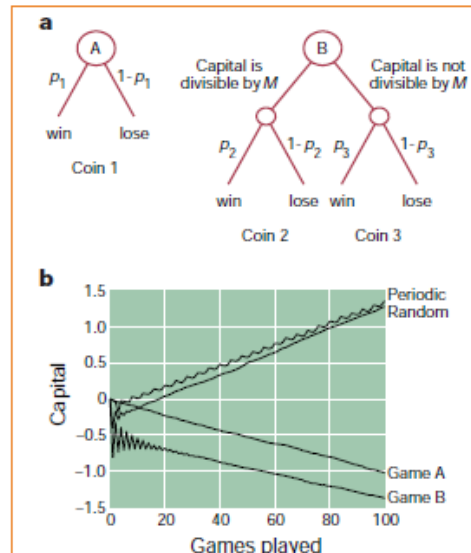 a
A
B
Capital is
divisible by M
Capital is not
divisible by M
p1
1-p1
win
lose
Coin 1
p2
1-p2
p3
1-p3
win
lose
win
lose
Coin 2
Coin 3
b
1.5
1.0
0.5
0
–0.5
–1.0
–1.5
Capital
Periodic
Random
Game A
Game B
0
20
40
60
80
100
Games played